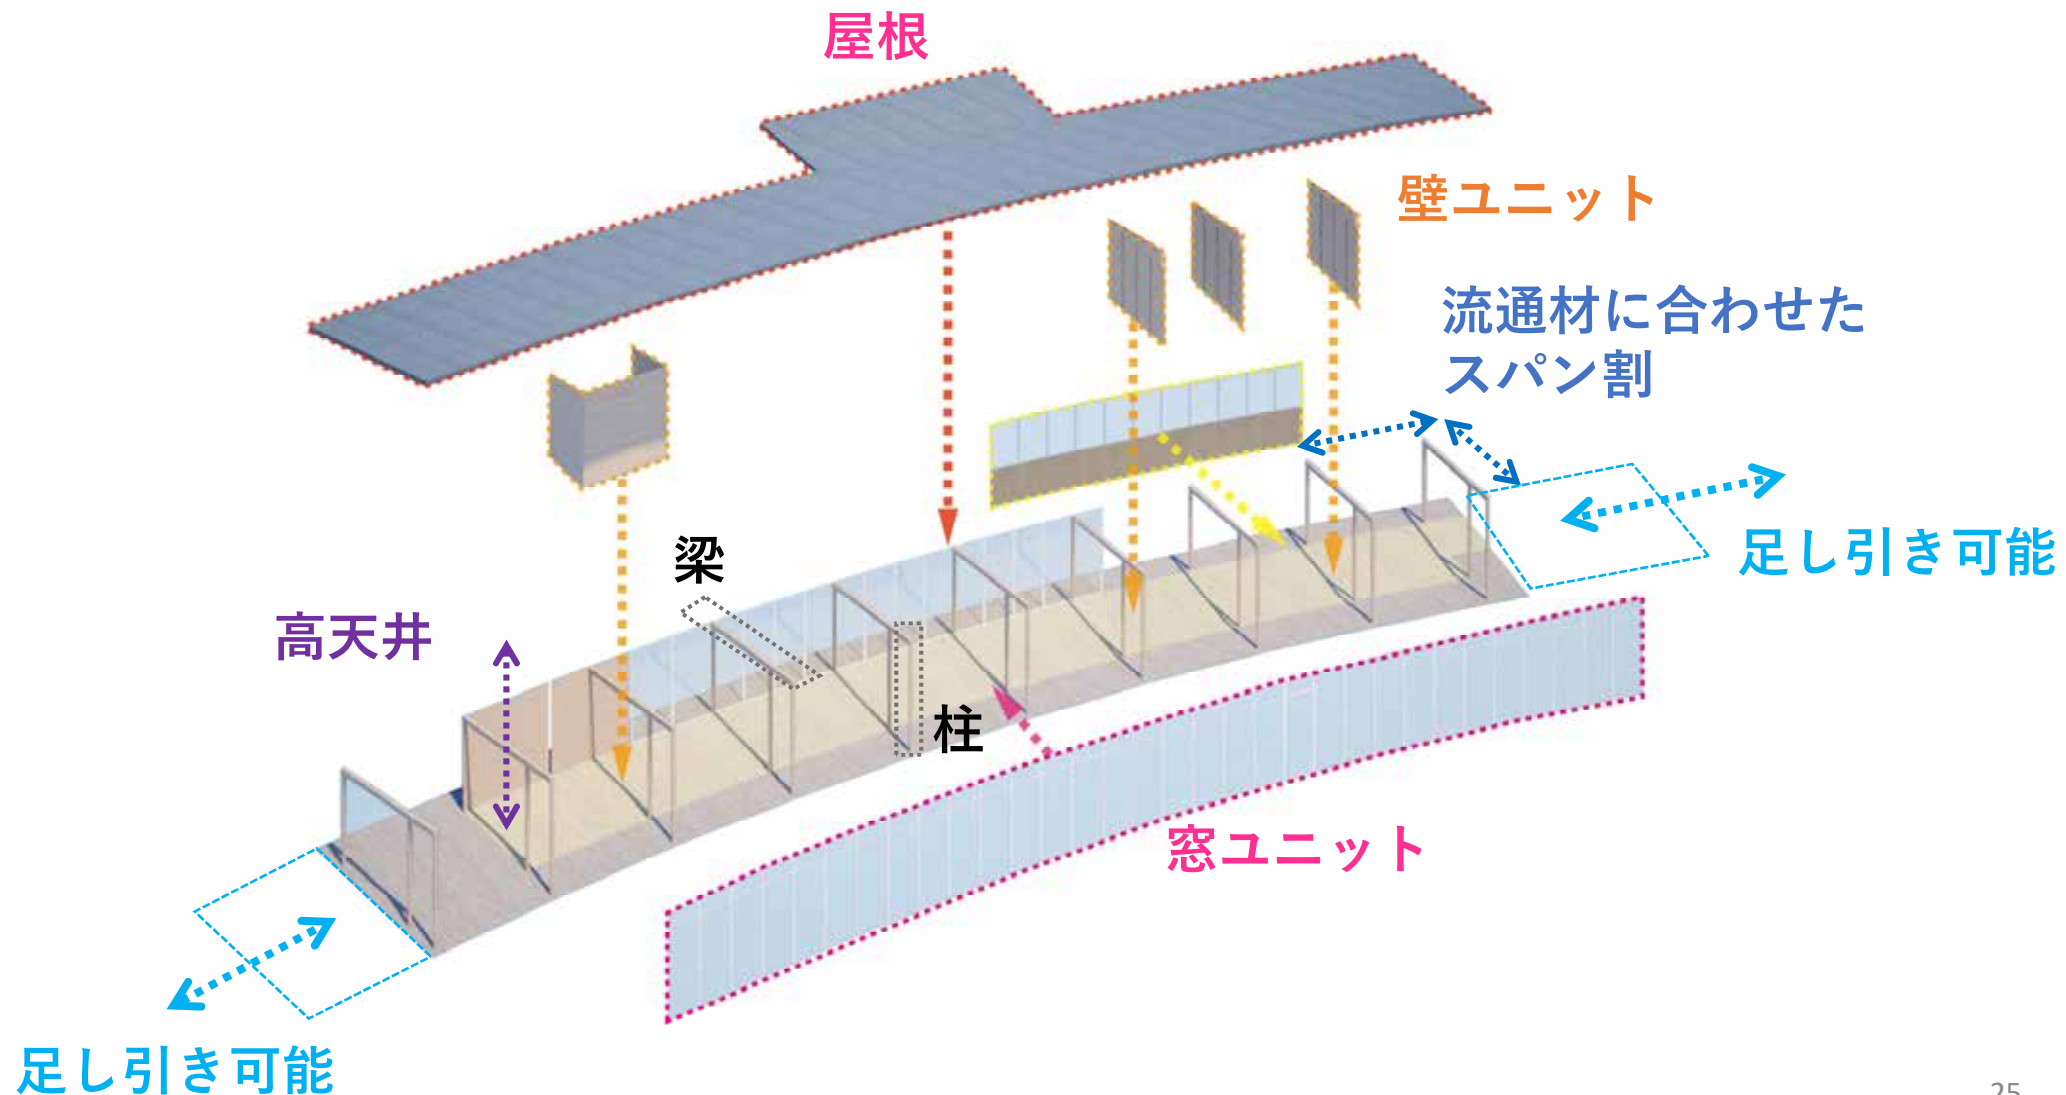 屋根
壁ユニット
流通材に合わせた
スパン割
足し引き可能
梁
高天井
柱
窓ユニット
足し引き可能
25